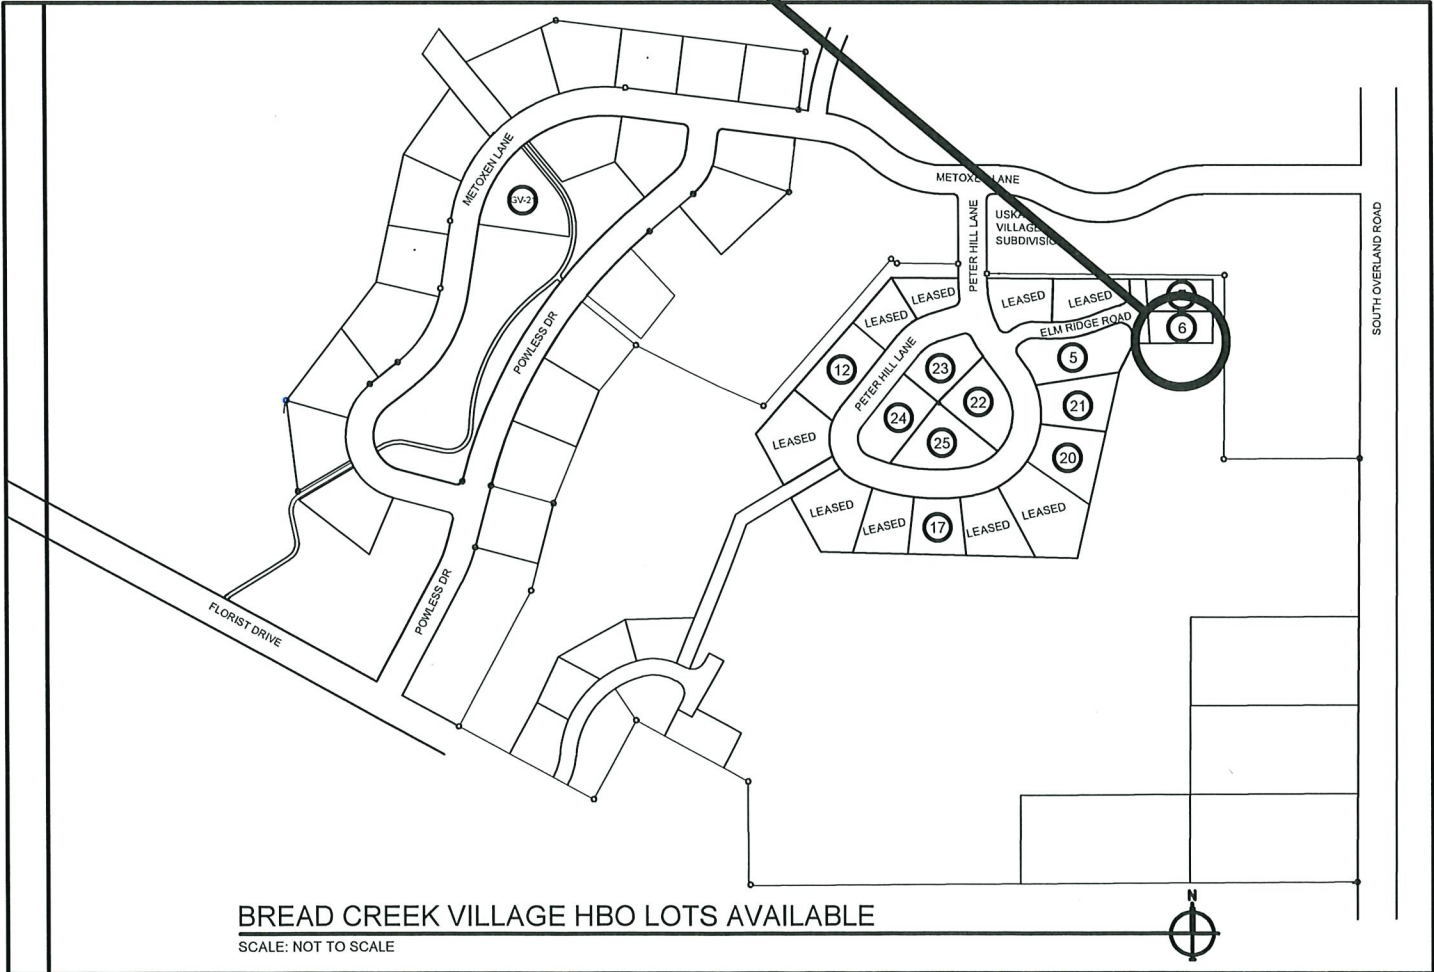 METOXEN LANE
GV-21
METOXEN LANE
PETER HILL LANE
VILLAGE
SOUTH OVERLAND ROAD
LEASED
LEASED
LEASED
LEASED
ELM RIDGE ROAD
6
5
12
PETER HILL LANE
23
22
21
24
25
LEASED
20
LEASED
LEASED
17
LEASED
LEASED
POWLESS DR
POWLESS DR
FLORIST DRIVE
BREAD CREEK VILLAGE HBO LOTS AVAILABLE
SCALE: NOT TO SCALE
N